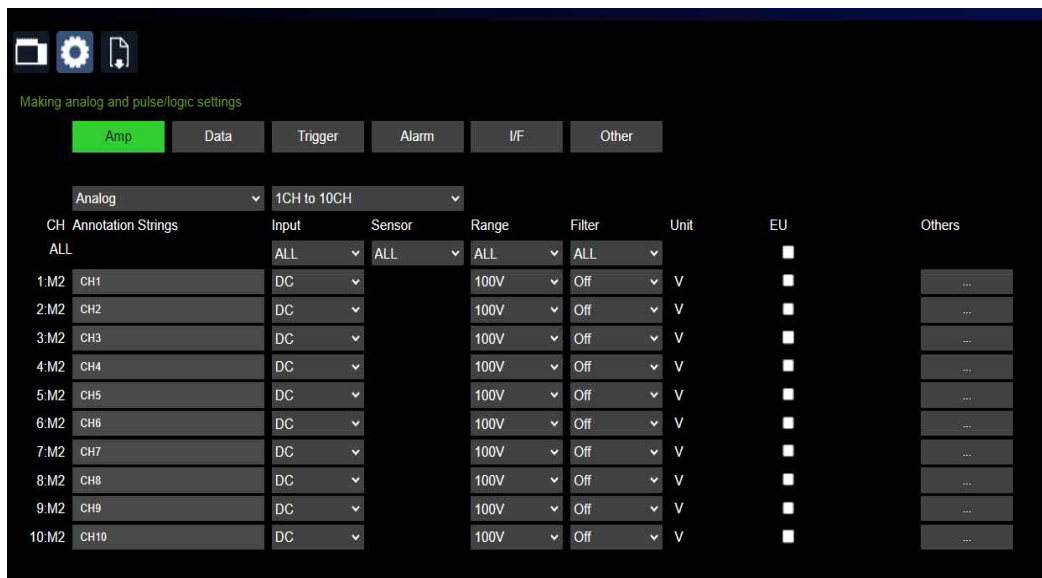 Making analog and pulse/logic settings
Amp Data Trigger Alarm I/F Other
Analog 1CH to 10CH
CH Annotation Strings Input Sensor Range Filter Unit EU Others
ALL ALL ALL ALL ALL
1:M2 CH1 DC 100V Off V ...
2:M2 CH2 DC 100V Off V ...
3:M2 CH3 DC 100V Off V ...
4:M2 CH4 DC 100V Off V ...
5:M2 CH5 DC 100V Off V ...
6:M2 CH6 DC 100V Off V ...
7:M2 CH7 DC 100V Off V ...
8:M2 CH8 DC 100V Off V ...
9:M2 CH9 DC 100V Off V ...
10:M2 CH10 DC 100V Off V ...